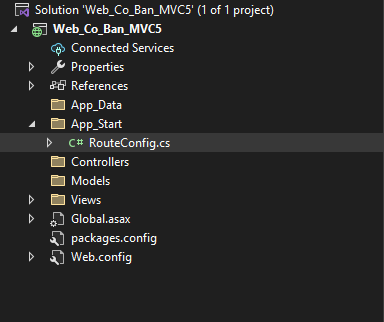 Solution 'Web_Co_Ban_MVC5' (1 of 1 project)
Web_Co_Ban_MVC5
Connected Services
Properties
References
App_Data
App_Start
C# RouteConfig.cs
Controllers
Models
Views
Global.asax
packages.config
Web.config